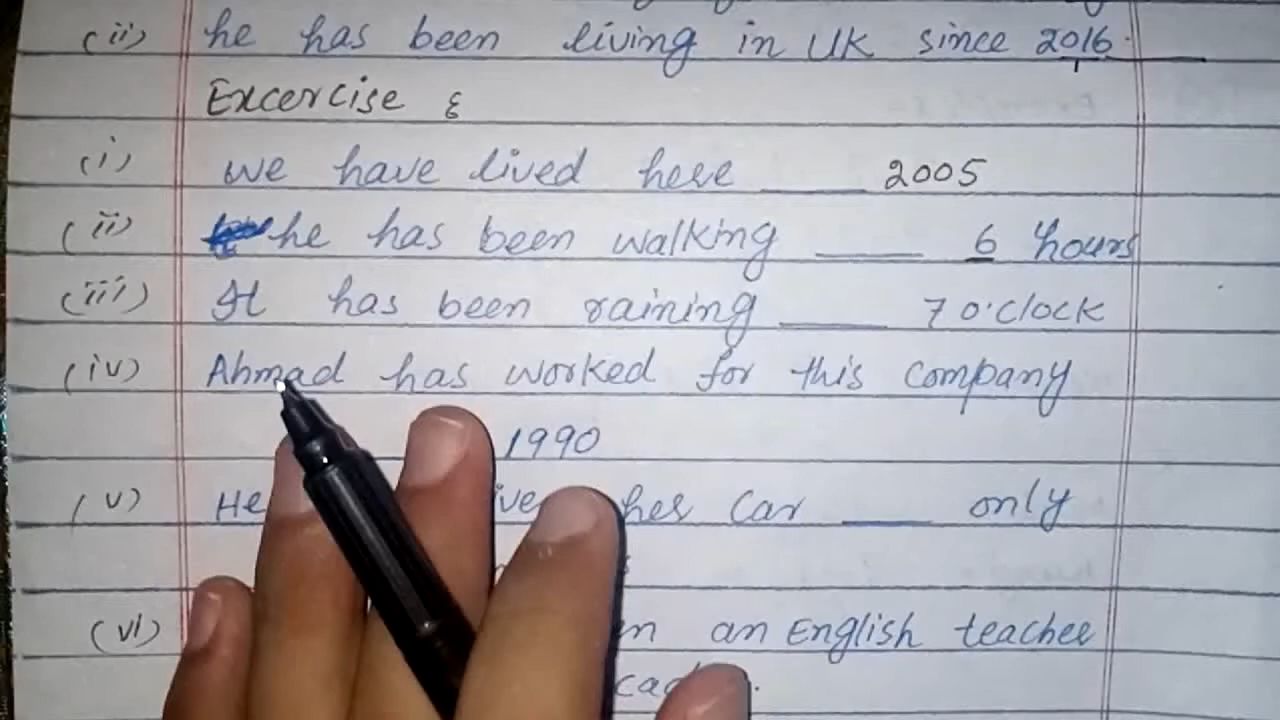 (ii) he has been living in UK since 2016.
Excercise :
(i) we have lived here ____ 2005
(ii) he has been walking ____ 6 hours
(iii) It has been raining ____ 7 o'clock
(iv) Ahmad has worked for this company
1990
(v) He her car ____ only
(vi) an English teacher